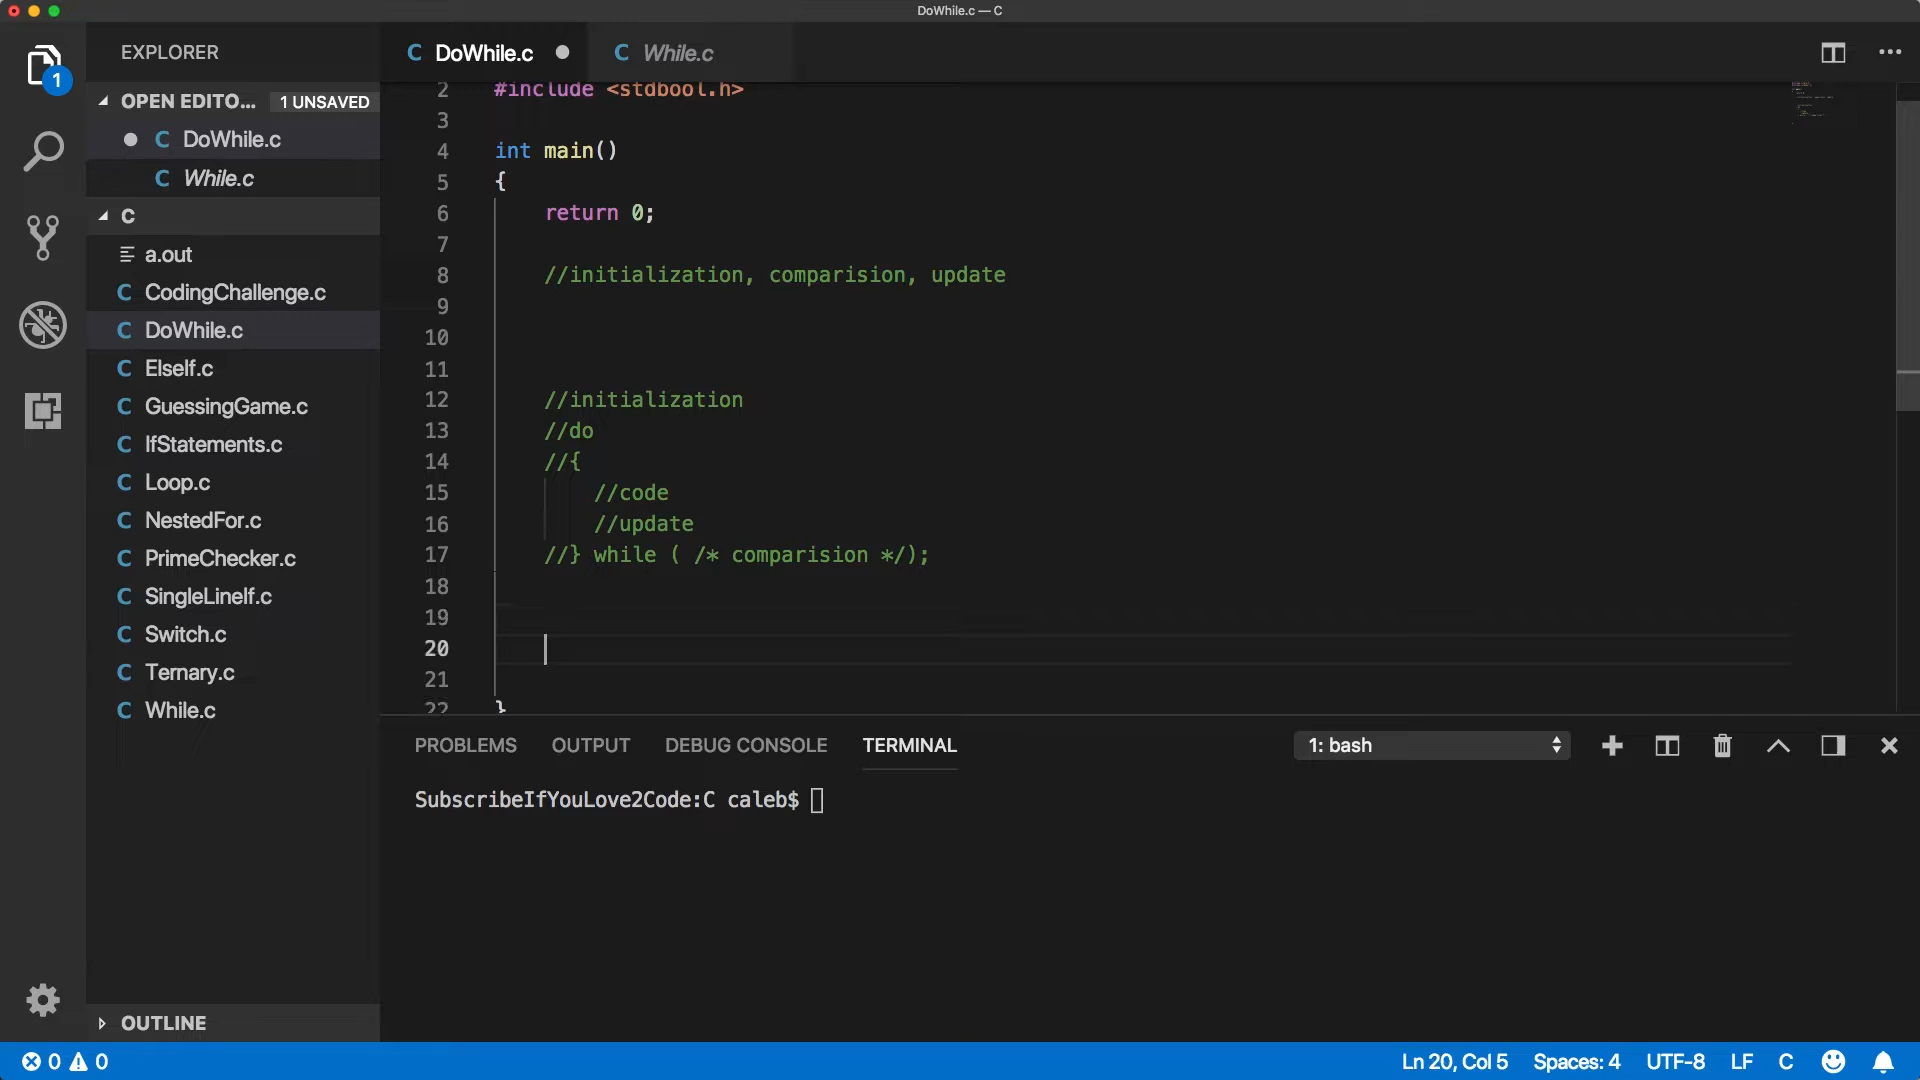 DoWhile.c — C
EXPLORER
OPEN EDITO... 1 UNSAVED
C DoWhile.c
C While.c
C
a.out
C CodingChallenge.c
C DoWhile.c
C ElseIf.c
C GuessingGame.c
C IfStatements.c
C Loop.c
C NestedFor.c
C PrimeChecker.c
C SingleLineIf.c
C Switch.c
C Ternary.c
C While.c
OUTLINE
1
C DoWhile.c
C While.c
2 #include <stdbool.h>
3
4 int main()
5 {
6 return 0;
7
8 //initialization, comparision, update
9
10
11
12 //initialization
13 //do
14 //{
15 //code
16 //update
17 //} while ( /* comparision */);
18
19
20
21
22 }
PROBLEMS OUTPUT DEBUG CONSOLE TERMINAL 1: bash
SubscribeIfYouLove2Code:C caleb$
0 0 Ln 20, Col 5 Spaces: 4 UTF-8 LF C